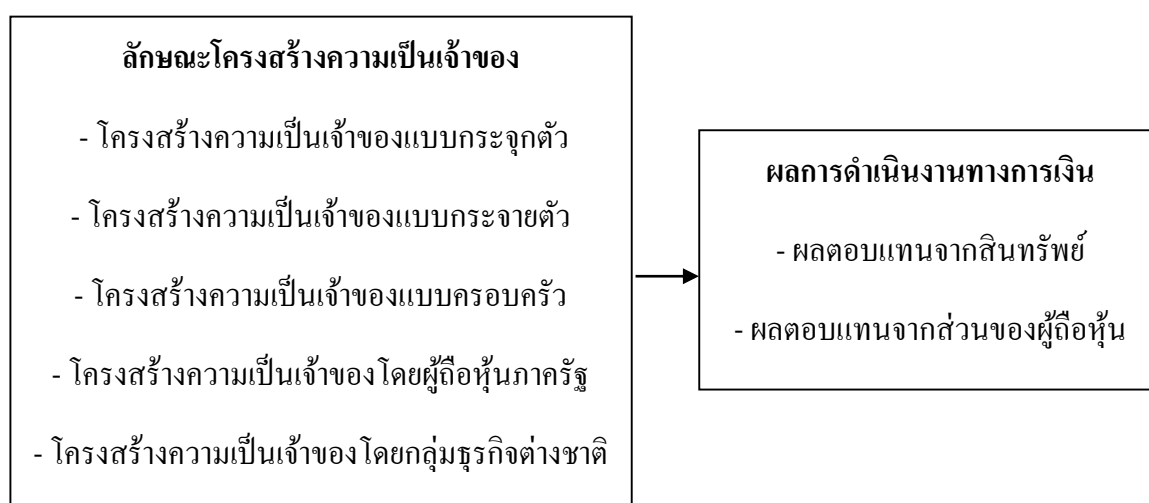 ลักษณะโครงสร้างความเป็นเจ้าของ
- โครงสร้างความเป็นเจ้าของแบบกระจุกตัว
- โครงสร้างความเป็นเจ้าของแบบกระจายตัว
- โครงสร้างความเป็นเจ้าของแบบครอบครัว
- โครงสร้างความเป็นเจ้าของโดยผู้ถือหุ้นภาครัฐ
- โครงสร้างความเป็นเจ้าของโดยกลุ่มธุรกิจต่างชาติ
ผลการดำเนินงานทางการเงิน
- ผลตอบแทนจากสินทรัพย์
- ผลตอบแทนจากส่วนของผู้ถือหุ้น